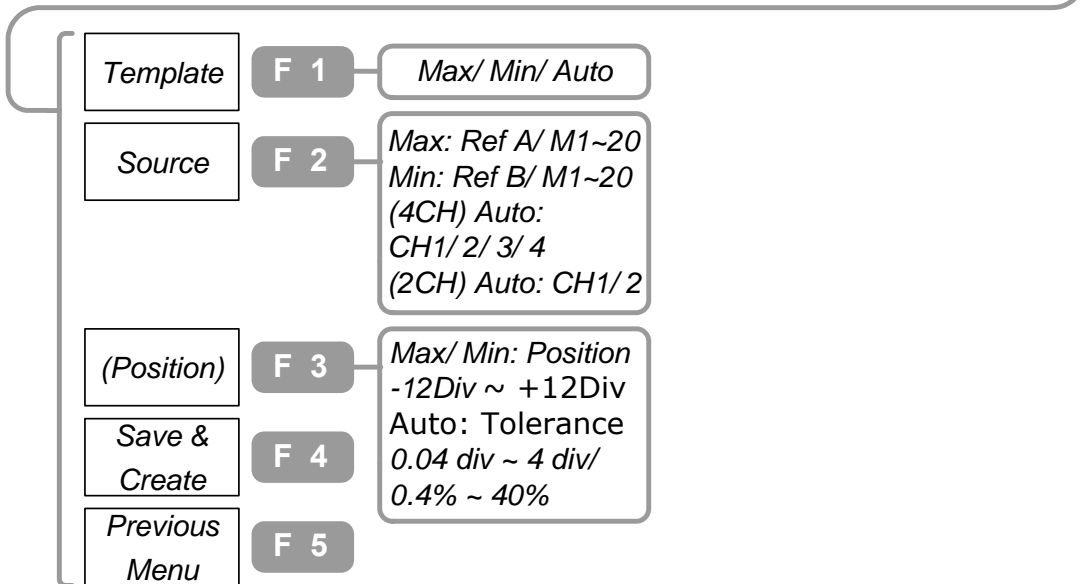 Template F 1 Max/ Min/ Auto
Source F 2
Max: Ref A/ M1~20
Min: Ref B/ M1~20
(4CH) Auto:
CH1/ 2/ 3/ 4
(2CH) Auto: CH1/ 2
(Position) F 3
Max/ Min: Position
-12Div ~ +12Div
Auto: Tolerance
0.04 div ~ 4 div/
0.4% ~ 40%
Save &
Create
F 4
Previous
Menu
F 5